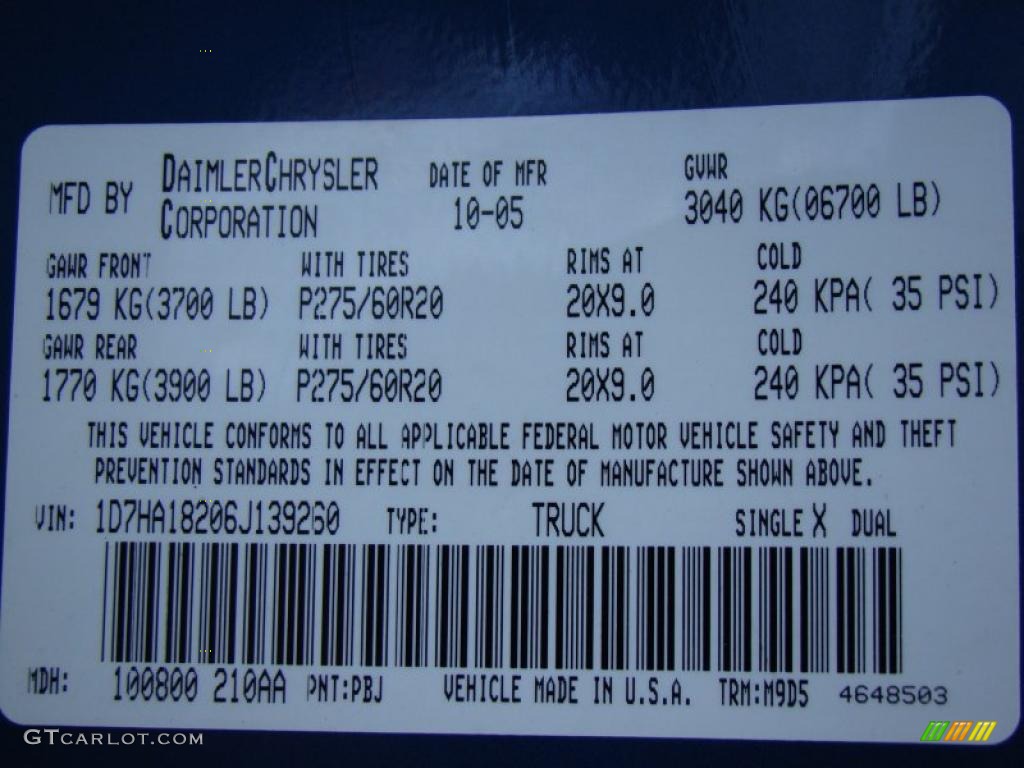 MFD BY DAIMLERCHRYSLER CORPORATION DATE OF MFR 10-05 GVWR 3040 KG(06700 LB)
GAWR FRONT WITH TIRES RIMS AT COLD
1679 KG(3700 LB) P275/60R20 20X9.0 240 KPA( 35 PSI)
GAWR REAR WITH TIRES RIMS AT COLD
1770 KG(3900 LB) P275/60R20 20X9.0 240 KPA( 35 PSI)
THIS VEHICLE CONFORMS TO ALL APPLICABLE FEDERAL MOTOR VEHICLE SAFETY AND THEFT
PREVENTION STANDARDS IN EFFECT ON THE DATE OF MANUFACTURE SHOWN ABOVE.
VIN: 1D7HA18206J139260 TYPE: TRUCK SINGLE X DUAL
MDH: 100800 210AA PNT:PBJ VEHICLE MADE IN U.S.A. TRM:M9D5 4648503
GTCARLOT.COM